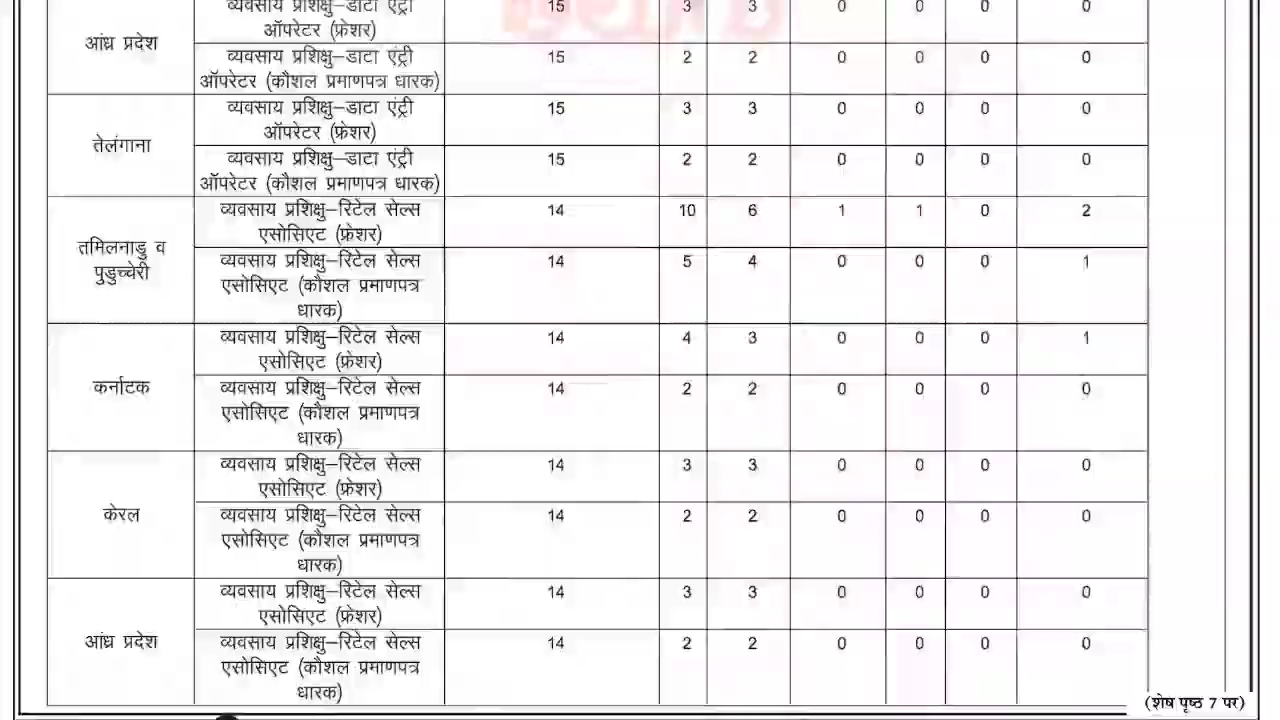 व्यवसाय प्रशिक्षु–डाटा एंट्री 15 3 3 0 0 0 0
ऑपरेटर (फ्रेशर)
आंध्र प्रदेश
व्यवसाय प्रशिक्षु–डाटा एंट्री 15 2 2 0 0 0 0
ऑपरेटर (कौशल प्रमाणपत्र धारक)
व्यवसाय प्रशिक्षु–डाटा एंट्री 15 3 3 0 0 0 0
ऑपरेटर (फ्रेशर)
तेलंगाना
व्यवसाय प्रशिक्षु–डाटा एंट्री 15 2 2 0 0 0 0
ऑपरेटर (कौशल प्रमाणपत्र धारक)
व्यवसाय प्रशिक्षु–रिटेल सेल्स 14 10 6 1 1 0 2
एसोसिएट (फ्रेशर)
तमिलनाडु व
पुडुच्चेरी
व्यवसाय प्रशिक्षु–रिटेल सेल्स 14 5 4 0 0 0 1
एसोसिएट (कौशल प्रमाणपत्र
धारक)
व्यवसाय प्रशिक्षु–रिटेल सेल्स 14 4 3 0 0 0 1
एसोसिएट (फ्रेशर)
कर्नाटक
व्यवसाय प्रशिक्षु–रिटेल सेल्स 14 2 2 0 0 0 0
एसोसिएट (कौशल प्रमाणपत्र
धारक)
व्यवसाय प्रशिक्षु–रिटेल सेल्स 14 3 3 0 0 0 0
एसोसिएट (फ्रेशर)
केरल
व्यवसाय प्रशिक्षु–रिटेल सेल्स 14 2 2 0 0 0 0
एसोसिएट (कौशल प्रमाणपत्र
धारक)
व्यवसाय प्रशिक्षु–रिटेल सेल्स 14 3 3 0 0 0 0
एसोसिएट (फ्रेशर)
आंध्र प्रदेश
व्यवसाय प्रशिक्षु–रिटेल सेल्स 14 2 2 0 0 0 0
एसोसिएट (कौशल प्रमाणपत्र
धारक)
(शेष पृष्ठ 7 पर)